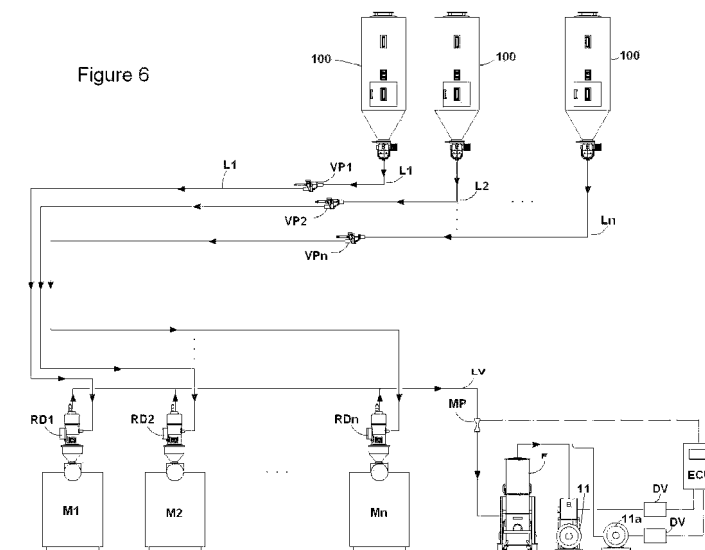 Figure 6
100
100
100
L1
VP1
L1
VP2
L2
Ln
VPn
LV
MP
RD1
RD2
RDn
F
ECU
M1
M2
Mn
11
DV
11a
DV